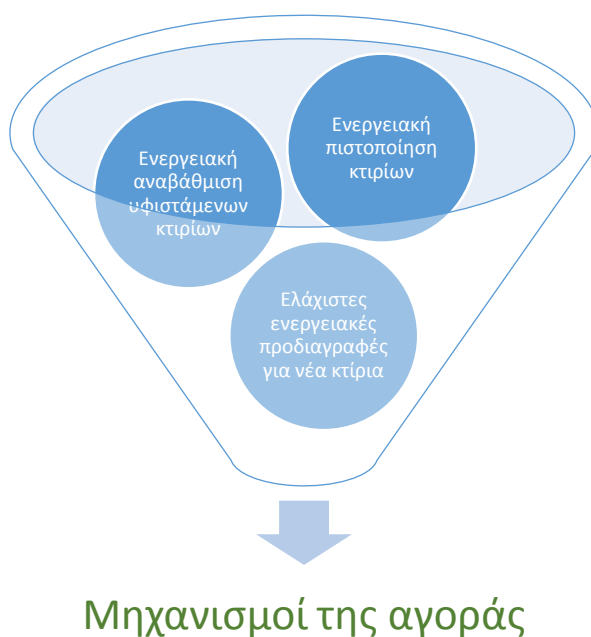 Ενεργειακή
πιστοποίηση
κτιρίων
Ενεργειακή
αναβάθμιση
υφιστάμενων
κτιρίων
Ελάχιστες
ενεργειακές
προδιαγραφές
για νέα κτίρια
Μηχανισμοί της αγοράς